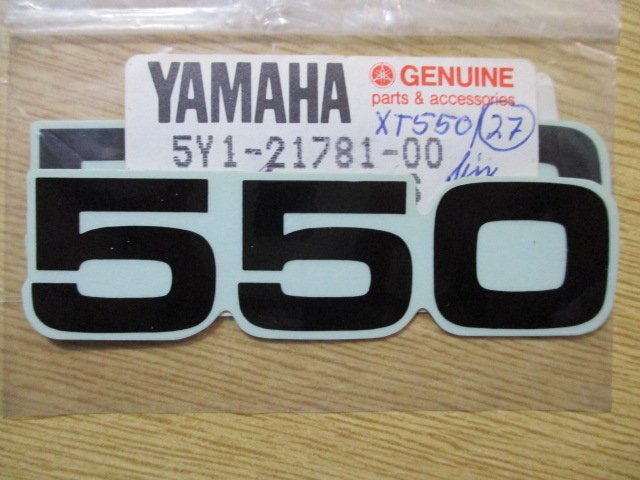 YAMAHA
GENUINE
parts & accessories
XT550/27
5Y1-21781-00
550